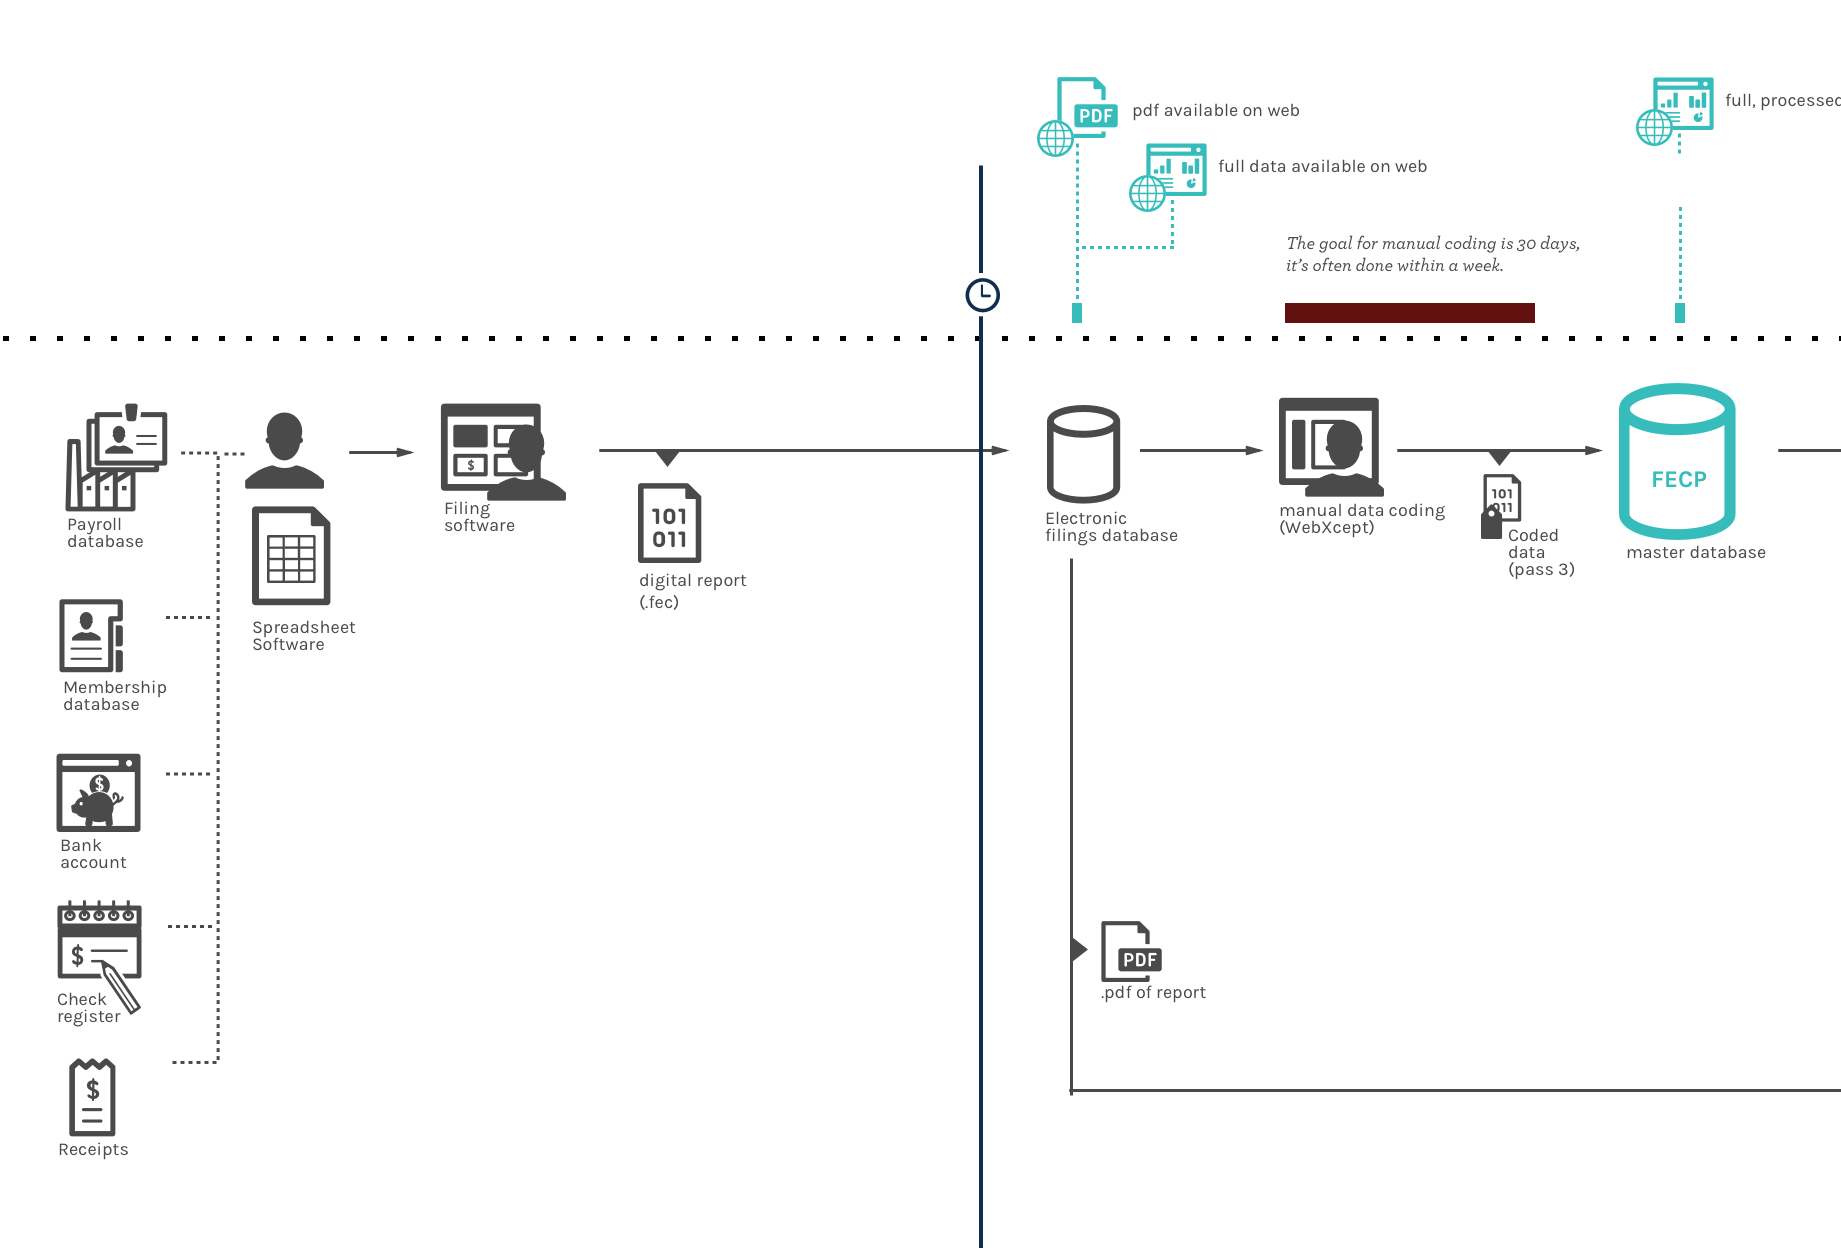 pdf available on web
PDF
full data available on web
full, processed
The goal for manual coding is 30 days,
it's often done within a week.
Payroll
database
Spreadsheet
Software
$
Filing
software
101
011
digital report
(.fec)
Electronic
filings database
manual data coding
(WebXcept)
101
011
Coded
data
(pass 3)
FECP
master database
Membership
database
$
Bank
account
$
Check
register
PDF
.pdf of report
$
Receipts